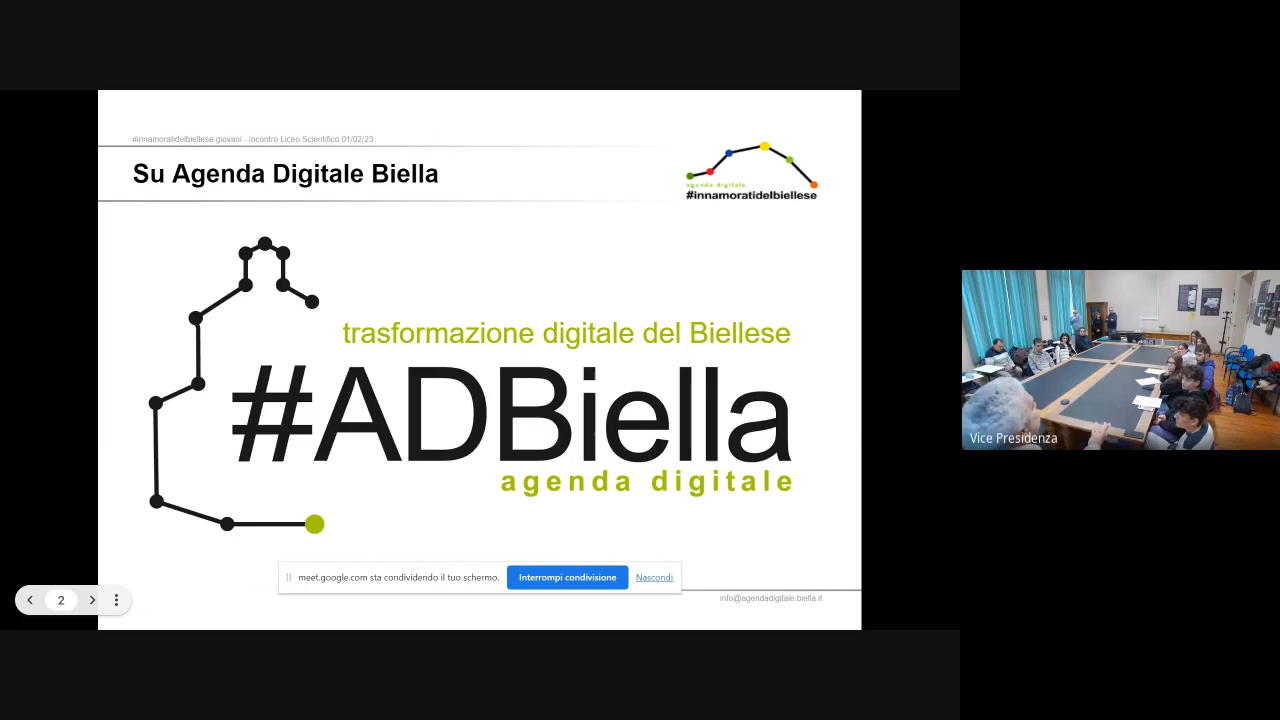 #innamoratidelbiellese giovani - incontro Liceo Scientifico 01/02/23
Su Agenda Digitale Biella
agenda digitale
#innamoratidelbiellese
trasformazione digitale del Biellese
#ADBiella
agenda digitale
meet.google.com sta condividendo il tuo schermo.
Interrompi condivisione
Nascondi
info@agendadigitale.biella.it
2
Vice Presidenza